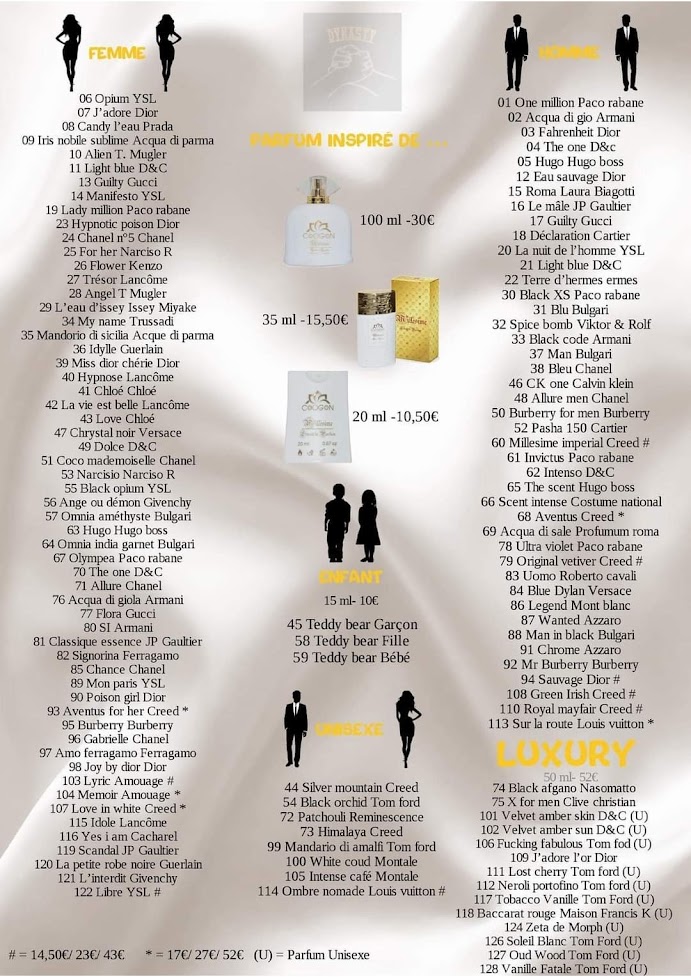 FEMME
06 Opium YSL
07 J'adore Dior
08 Candy l'eau Prada
09 Iris nobile sublime Acqua di parma
10 Alien T. Mugler
11 Light blue D&C
13 Guilty Gucci
14 Manifesto YSL
19 Lady million Paco rabane
23 Hypnotic poison Dior
24 Chanel n°5 Chanel
25 For her Narciso R
26 Flower Kenzo
27 Trésor Lancôme
28 Angel T Mugler
29 L'eau d'issey Issey Miyake
34 My name Trussadi
35 Mandorio di sicilia Acque di parma
36 Idylle Guerlain
39 Miss dior chérie Dior
40 Hypnose Lancôme
41 Chloé Chloé
42 La vie est belle Lancôme
43 Love Chloé
47 Chrystal noir Versace
49 Dolce D&C
51 Coco mademoiselle Chanel
53 Narcisio Narciso R
55 Black opium YSL
56 Ange ou démon Givenchy
57 Omnia améthyste Bulgari
63 Hugo Hugo boss
64 Omnia india garnet Bulgari
67 Olympea Paco rabane
70 The one D&C
71 Allure Chanel
76 Acqua di giola Armani
77 Flora Gucci
80 SI Armani
81 Classique essence JP Gaultier
82 Signorina Ferragamo
85 Chance Chanel
89 Mon paris YSL
90 Poison girl Dior
93 Aventus for her Creed *
95 Burberry Burberry
96 Gabrielle Chanel
97 Amo ferragamo Ferragamo
98 Joy by dior Dior
103 Lyric Amouage #
104 Memoir Amouage *
107 Love in white Creed *
115 Idole Lancôme
116 Yes i am Cacharel
119 Scandal JP Gaultier
120 La petite robe noire Guerlain
121 L'interdit Givenchy
122 Libre YSL #
DYNASTY
PARFUM INSPIRÉ DE ...
COLIGON
Millésime
100 ml -30€
35 ml -15,50€
Millésime
COLIGON
Millésime
20 ml -10,50€
ENFANT
15 ml- 10€
45 Teddy bear Garçon
58 Teddy bear Fille
59 Teddy bear Bébé
UNISEXE
44 Silver mountain Creed
54 Black orchid Tom ford
72 Patchouli Reminescence
73 Himalaya Creed
99 Mandario di amalfi Tom ford
100 White coud Montale
105 Intense café Montale
114 Ombre nomade Louis vuitton #
HOMME
01 One million Paco rabane
02 Acqua di gio Armani
03 Fahrenheit Dior
04 The one D&c
05 Hugo Hugo boss
12 Eau sauvage Dior
15 Roma Laura Biagotti
16 Le mâle JP Gaultier
17 Guilty Gucci
18 Déclaration Cartier
20 La nuit de l'homme YSL
21 Light blue D&C
22 Terre d'hermes ermes
30 Black XS Paco rabane
31 Blu Bulgari
32 Spice bomb Viktor & Rolf
33 Black code Armani
37 Man Bulgari
38 Bleu Chanel
46 CK one Calvin klein
48 Allure men Chanel
50 Burberry for men Burberry
52 Pasha 150 Cartier
60 Millesime imperial Creed #
61 Invictus Paco rabane
62 Intenso D&C
65 The scent Hugo boss
66 Scent intense Costume national
68 Aventus Creed *
69 Acqua di sale Profumum roma
78 Ultra violet Paco rabane
79 Original vetiver Creed #
83 Uomo Roberto cavali
84 Blue Dylan Versace
86 Legend Mont blanc
87 Wanted Azzaro
88 Man in black Bulgari
91 Chrome Azzaro
92 Mr Burberry Burberry
94 Sauvage Dior #
108 Green Irish Creed #
110 Royal mayfair Creed #
113 Sur la route Louis vuitton *
LUXURY
50 ml- 52€
74 Black afgano Nasomatto
75 X for men Clive christian
101 Velvet amber skin D&C (U)
102 Velvet amber sun D&C (U)
106 Fucking fabulous Tom fod (U)
109 J'adore l'or Dior
111 Lost cherry Tom ford (U)
112 Neroli portofino Tom ford (U)
117 Tobacco Vanille Tom Ford (U)
118 Baccarat rouge Maison Francis K (U)
124 Zeta de Morph (U)
126 Soleil Blanc Tom Ford (U)
127 Oud Wood Tom Ford (U)
128 Vanille Fatale Tom Ford (U)
# = 14,50€/ 23€/ 43€ * = 17€/ 27€/ 52€ (U) = Parfum Unisexe